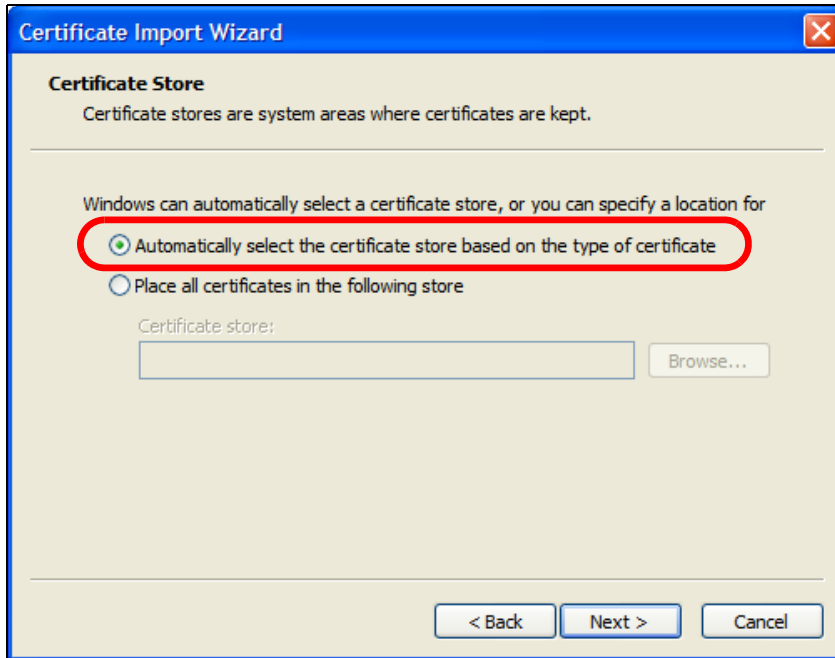 Certificate Import Wizard
Certificate Store
Certificate stores are system areas where certificates are kept.
Windows can automatically select a certificate store, or you can specify a location for
Automatically select the certificate store based on the type of certificate
Place all certificates in the following store
Certificate store:
Browse...
< Back
Next >
Cancel